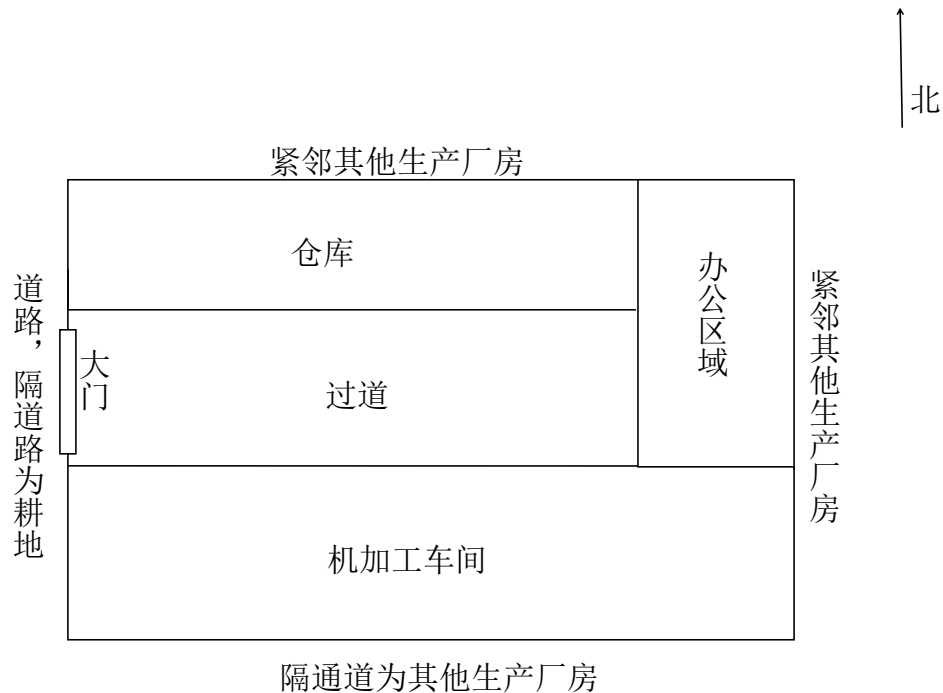 北
紧邻其他生产厂房
仓库
办公区域
道路，隔道路为耕地
大门
过道
紧邻其他生产厂房
机加工车间
隔通道为其他生产厂房